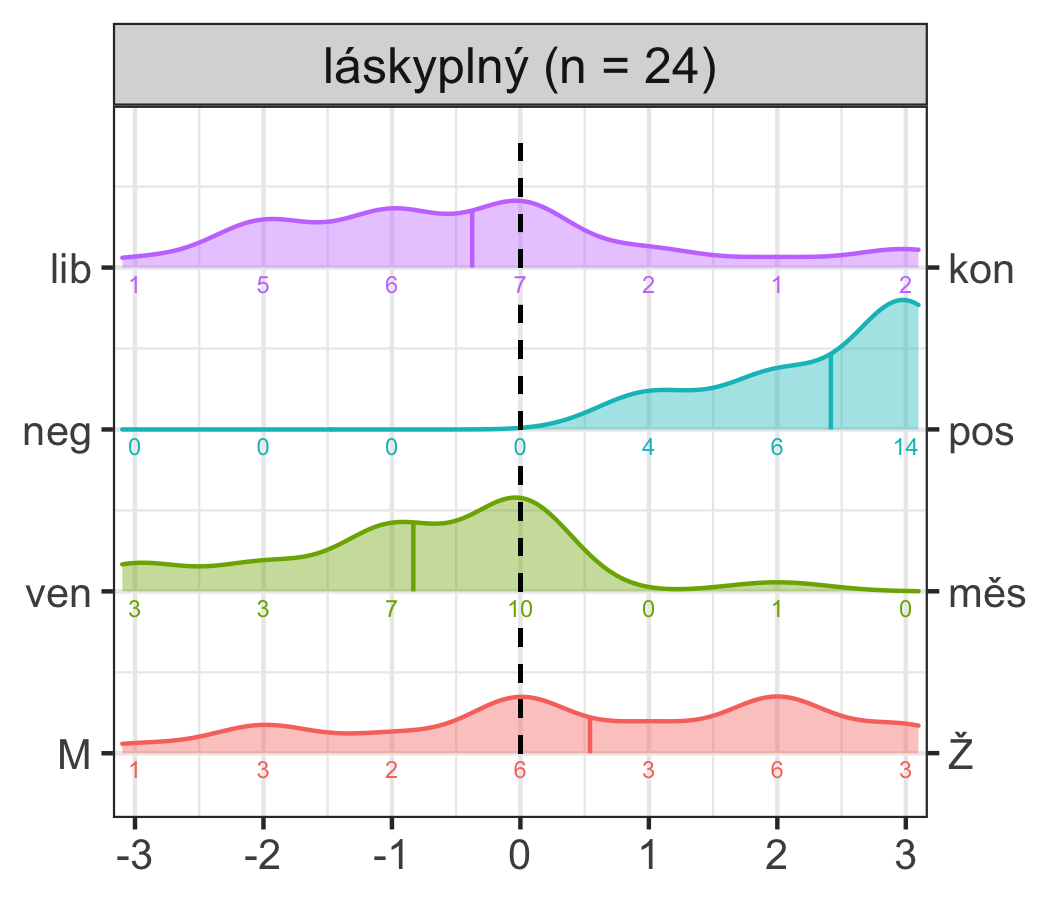 láskyplný (n = 24)
lib kon
1 5 6 7 2 1 2
neg pos
0 0 0 0 4 6 14
ven měs
3 3 7 10 0 1 0
M Ž
1 3 2 6 3 6 3
-3 -2 -1 0 1 2 3